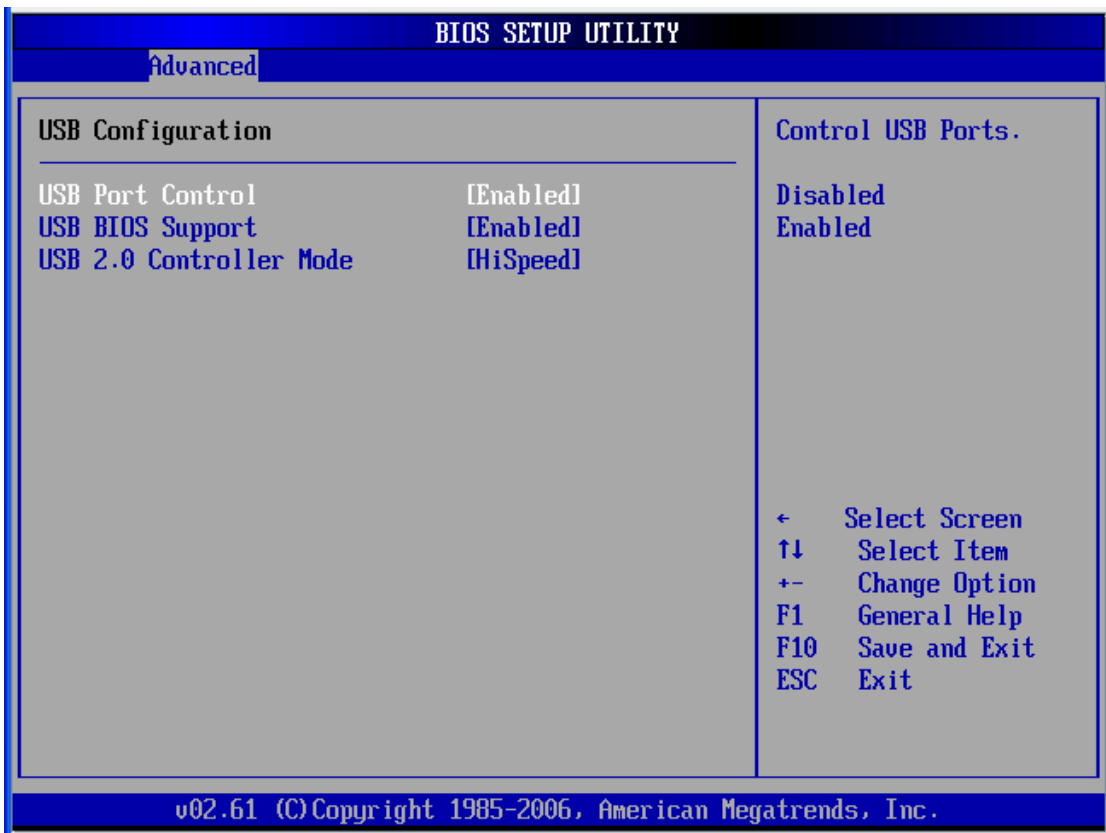 BIOS SETUP UTILITY
Advanced
USB Configuration
USB Port Control [Enabled]
USB BIOS Support [Enabled]
USB 2.0 Controller Mode [HiSpeed]
Control USB Ports.
Disabled
Enabled
← Select Screen
↑↓ Select Item
+- Change Option
F1 General Help
F10 Save and Exit
ESC Exit
v02.61 (C)Copyright 1985-2006, American Megatrends, Inc.